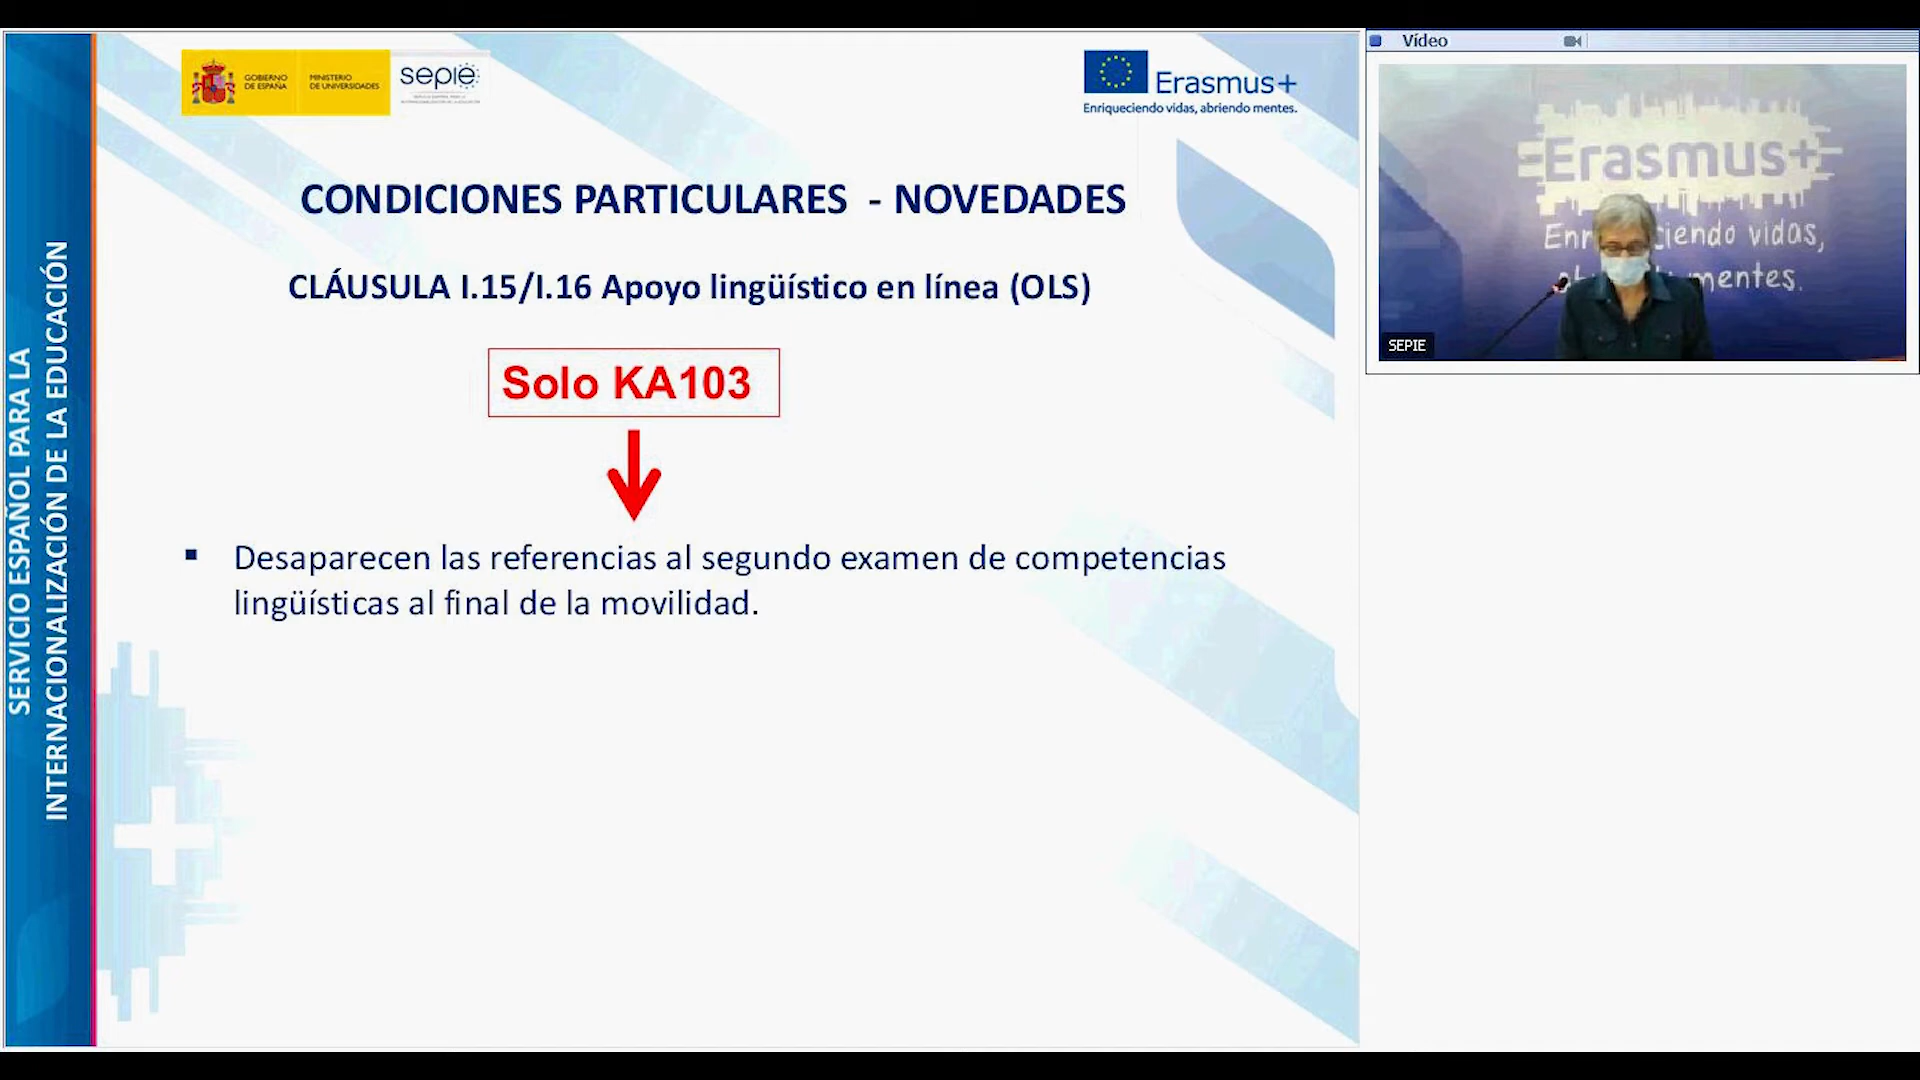 SERVICIO ESPAÑOL PARA LA
INTERNACIONALIZACIÓN DE LA EDUCACIÓN
GOBIERNO
DE ESPAÑA
MINISTERIO
DE UNIVERSIDADES
sepie
Erasmus+
Enriqueciendo vidas, abriendo mentes.
CONDICIONES PARTICULARES - NOVEDADES
CLÁUSULA I.15/I.16 Apoyo lingüístico en línea (OLS)
Solo KA103
▪ Desaparecen las referencias al segundo examen de competencias
lingüísticas al final de la movilidad.
Vídeo
Erasmus+
vidas,
mentes.
SEPIE